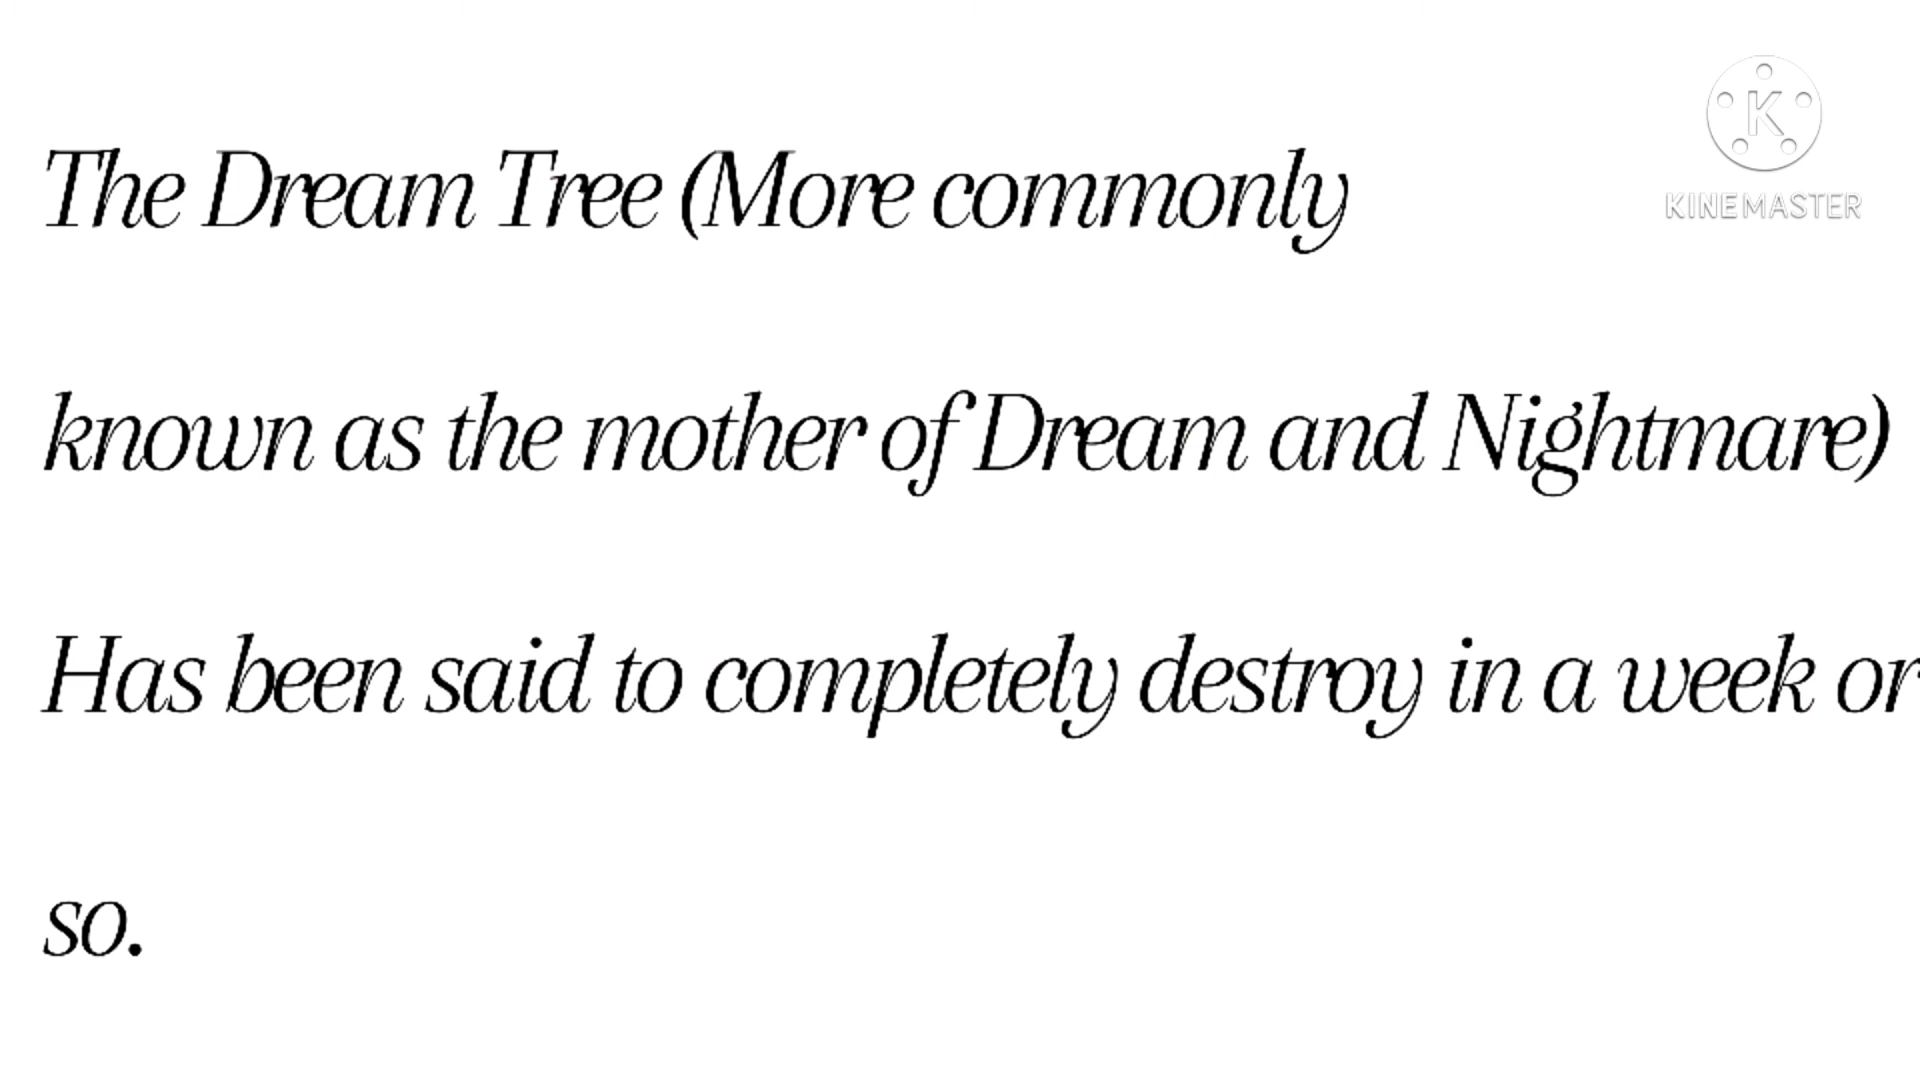 The Dream Tree (More commonly
K
KINEMASTER
known as the mother of Dream and Nightmare)
Has been said to completely destroy in a week or
so.